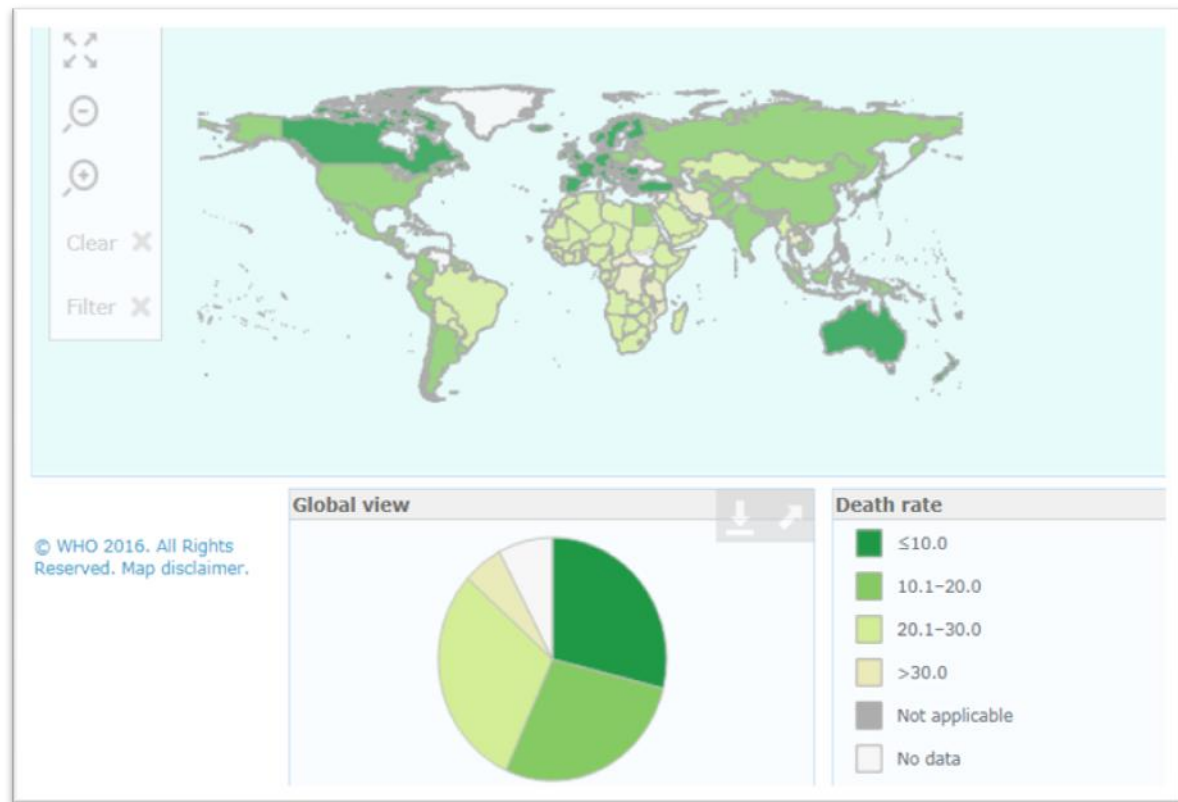 Clear
Filter
Global view
Death rate
© WHO 2016. All Rights
Reserved. Map disclaimer.
≤10.0
10.1–20.0
20.1–30.0
>30.0
Not applicable
No data